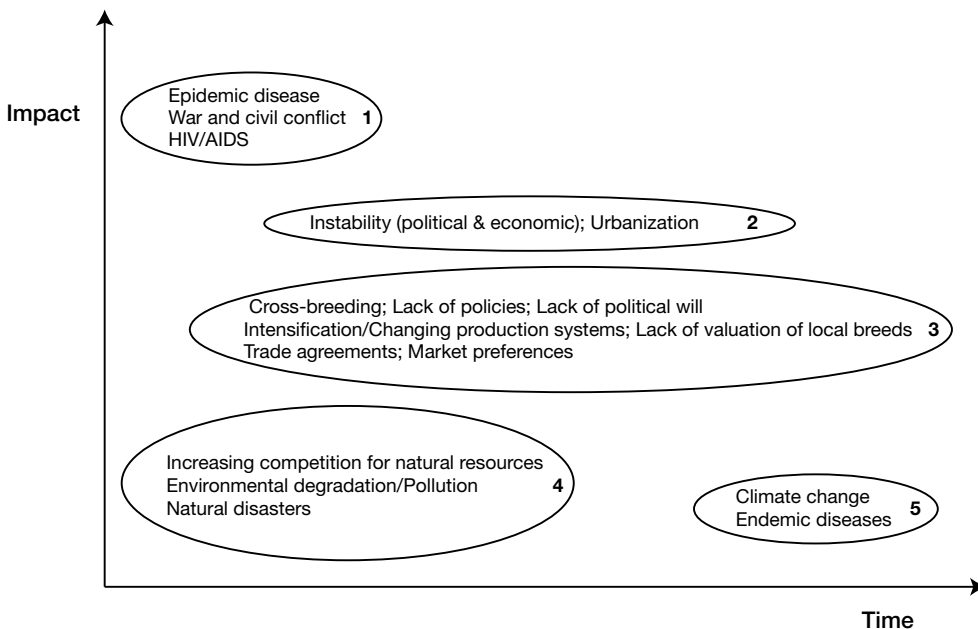 Impact
Epidemic disease
War and civil conflict 1
HIV/AIDS
Instability (political & economic); Urbanization 2
Cross-breeding; Lack of policies; Lack of political will
Intensification/Changing production systems; Lack of valuation of local breeds 3
Trade agreements; Market preferences
Increasing competition for natural resources
Environmental degradation/Pollution 4
Natural disasters
Climate change
Endemic diseases 5
Time